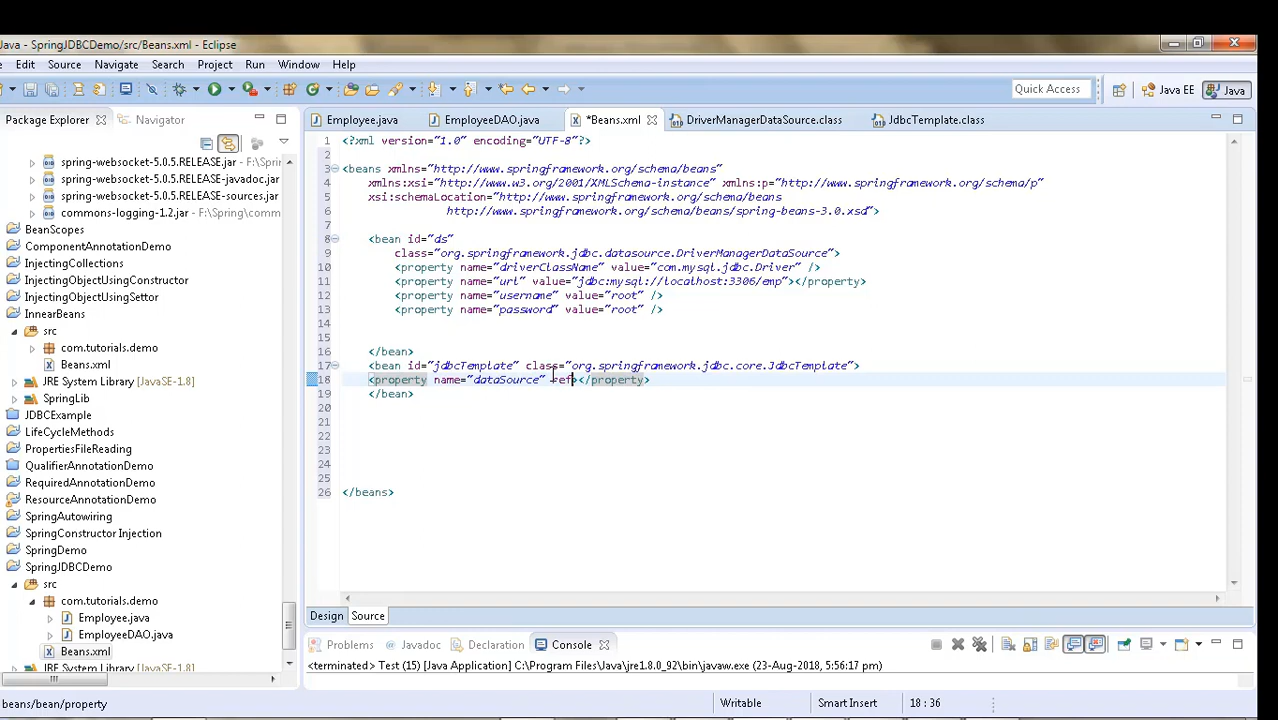 Java - SpringJDBCDemo/src/Beans.xml - Eclipse
Edit Source Navigate Search Project Run Window Help
Quick Access Java EE Java
Package Explorer Navigator
Employee.java EmployeeDAO.java *Beans.xml DriverManagerDataSource.class JdbcTemplate.class
spring-websocket-5.0.5.RELEASE.jar - F:\Sprin
spring-websocket-5.0.5.RELEASE-javadoc.jar
spring-websocket-5.0.5.RELEASE-sources.jar
commons-logging-1.2.jar - F:\Spring\comm
BeanScopes
ComponentAnnotationDemo
InjectingCollections
InjectingObjectUsingConstructor
InjectingObjectUsingSettor
InnearBeans
src
com.tutorials.demo
Beans.xml
JRE System Library [JavaSE-1.8]
SpringLib
JDBCExample
LifeCycleMethods
PropertiesFileReading
QualifierAnnotationDemo
RequiredAnnotationDemo
ResourceAnnotationDemo
SpringAutowiring
SpringConstructor Injection
SpringDemo
SpringJDBCDemo
src
com.tutorials.demo
Employee.java
EmployeeDAO.java
Beans.xml
JRE System Library [JavaSE-1.8]
1 <?xml version="1.0" encoding="UTF-8"?>
2
3 <beans xmlns="http://www.springframework.org/schema/beans"
4 xmlns:xsi="http://www.w3.org/2001/XMLSchema-instance" xmlns:p="http://www.springframework.org/schema/p"
5 xsi:schemaLocation="http://www.springframework.org/schema/beans
6 http://www.springframework.org/schema/beans/spring-beans-3.0.xsd">
7
8 <bean id="ds"
9 class="org.springframework.jdbc.datasource.DriverManagerDataSource">
10 <property name="driverClassName" value="com.mysql.jdbc.Driver" />
11 <property name="url" value="jdbc:mysql://localhost:3306/emp"></property>
12 <property name="username" value="root" />
13 <property name="password" value="root" />
14
15
16 </bean>
17 <bean id="jdbcTemplate" class="org.springframework.jdbc.core.JdbcTemplate">
18 <property name="dataSource" ref></property>
19 </bean>
20
21
22
23
24
25
26 </beans>
Design Source
Problems Javadoc Declaration Console
<terminated> Test (15) [Java Application] C:\Program Files\Java\jre1.8.0_92\bin\javaw.exe (23-Aug-2018, 5:56:17 pm)
beans/bean/property Writable Smart Insert 18 : 36